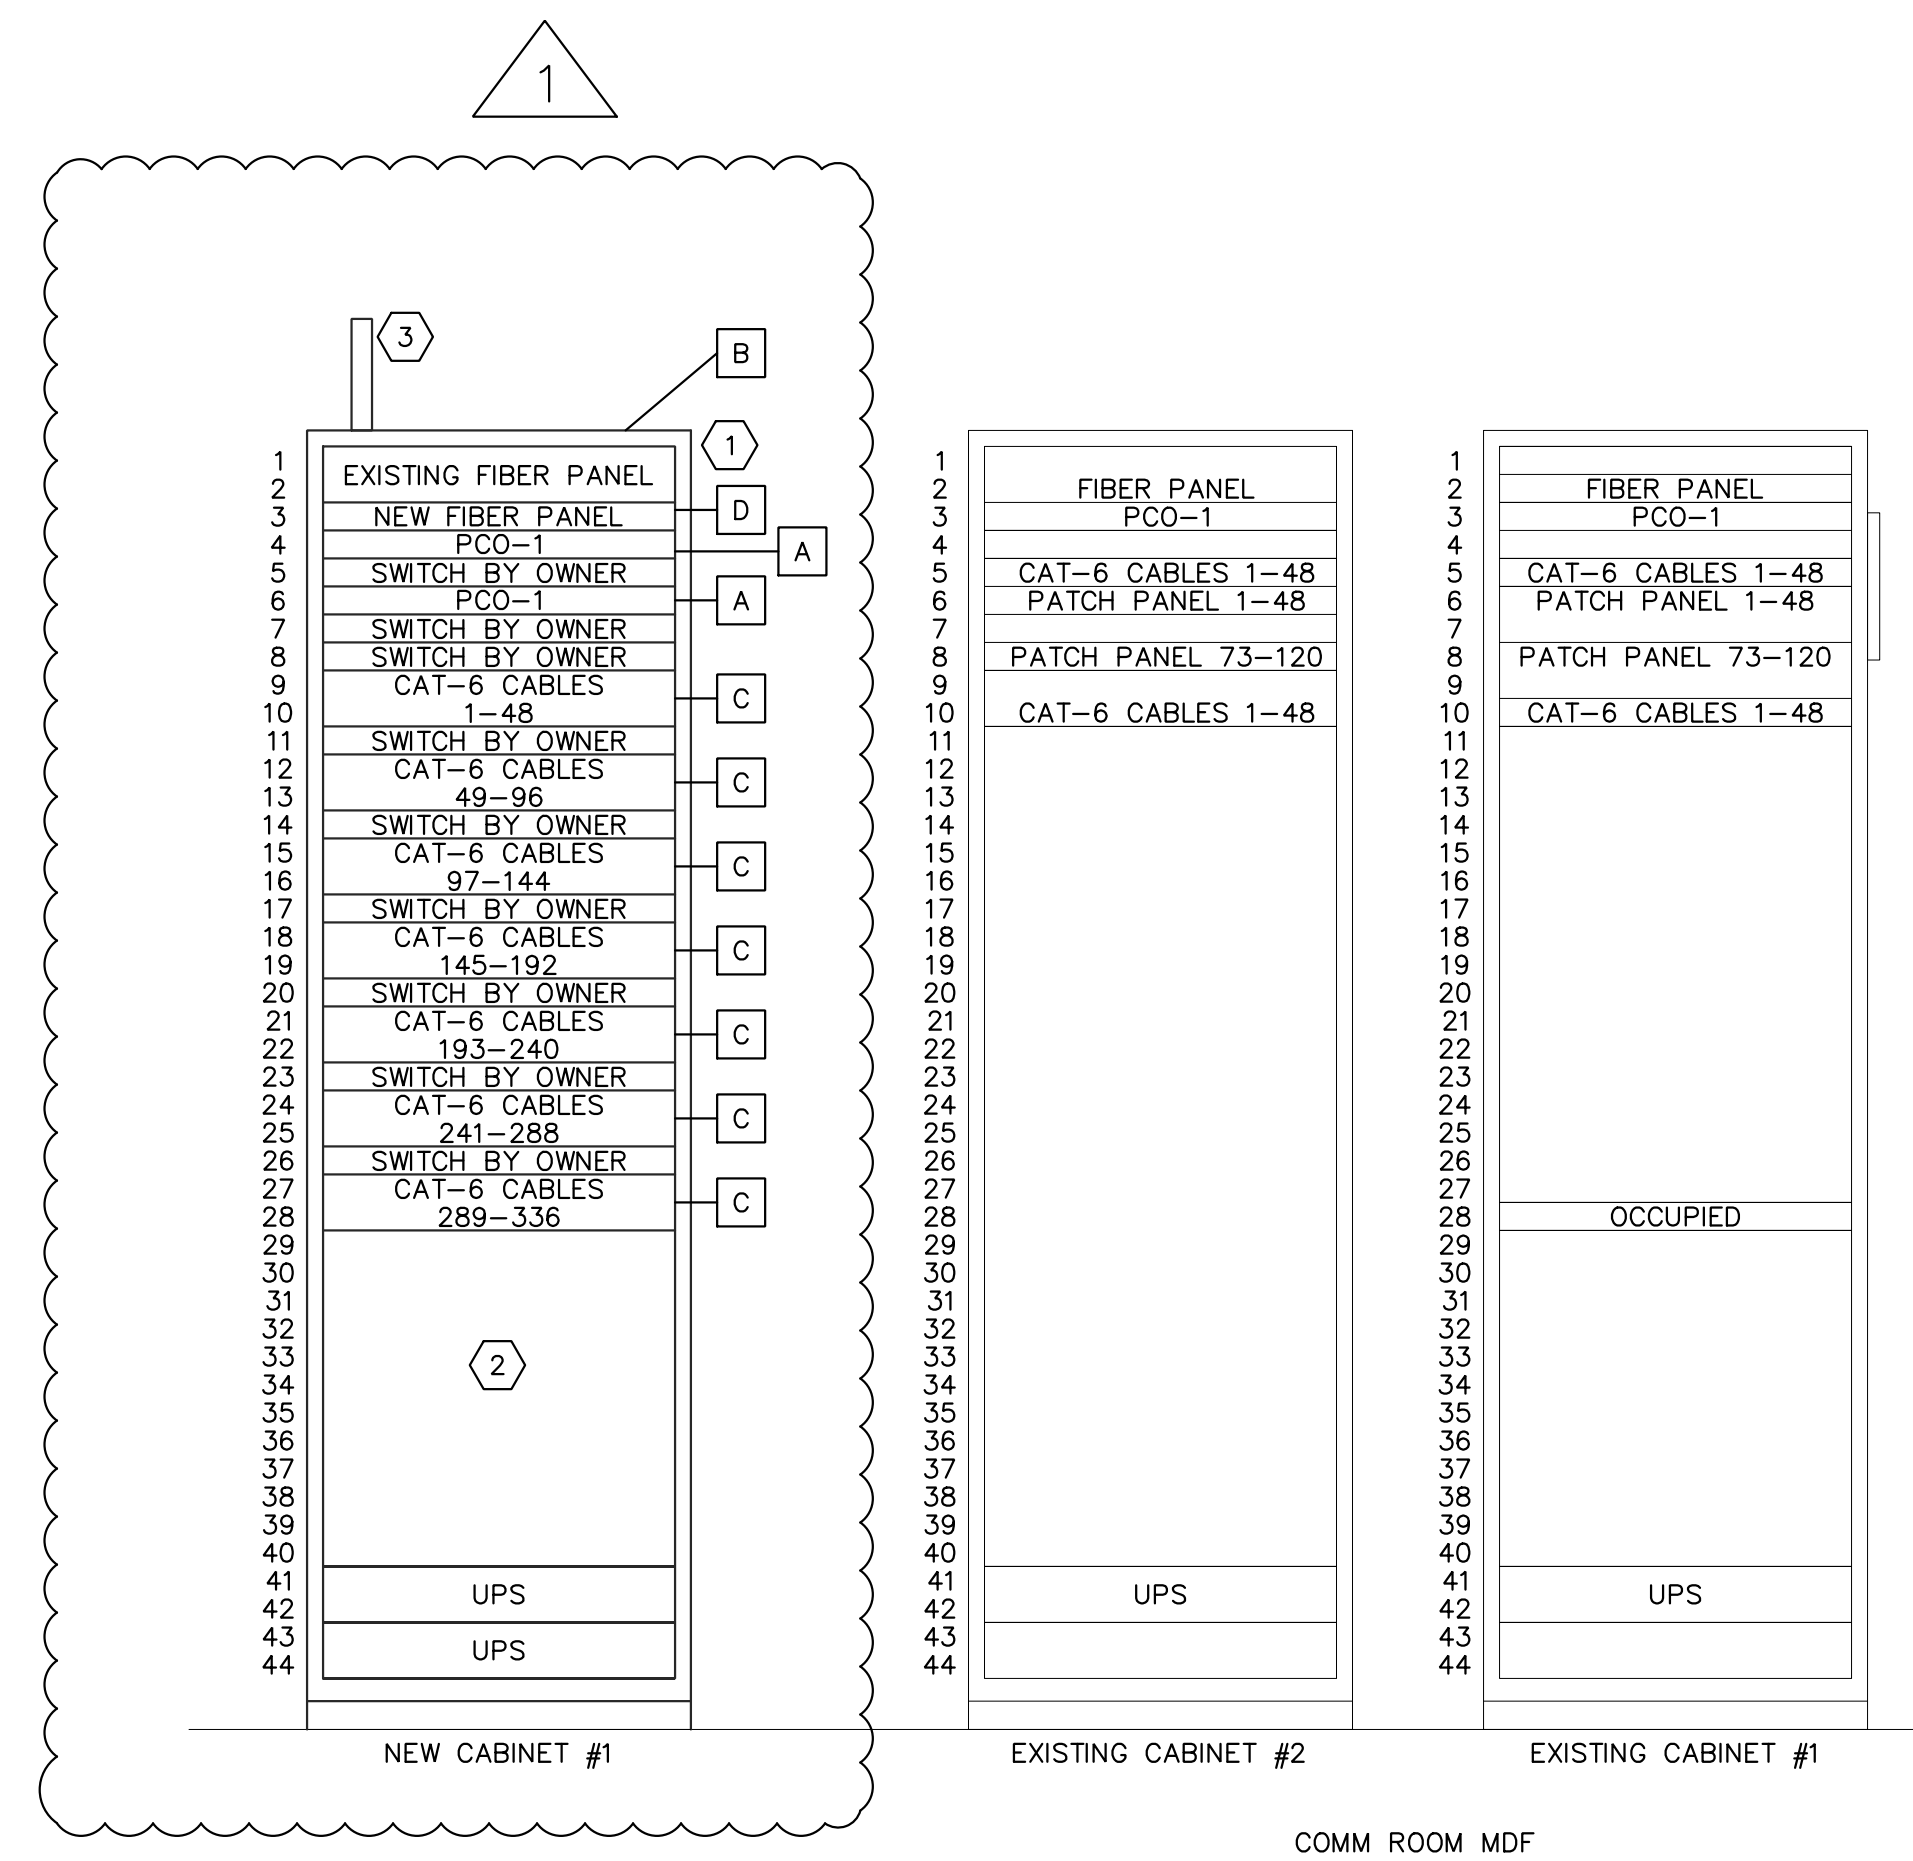 1
3
B
1
1
2
3
4
5
6
7
8
9
10
11
12
13
14
15
16
17
18
19
20
21
22
23
24
25
26
27
28
29
30
31
32
33
34
35
36
37
38
39
40
41
42
43
44
EXISTING FIBER PANEL
NEW FIBER PANEL
D
PCO-1
A
SWITCH BY OWNER
PCO-1
A
SWITCH BY OWNER
SWITCH BY OWNER
CAT-6 CABLES
1-48
C
SWITCH BY OWNER
CAT-6 CABLES
49-96
C
SWITCH BY OWNER
CAT-6 CABLES
97-144
C
SWITCH BY OWNER
CAT-6 CABLES
145-192
C
SWITCH BY OWNER
CAT-6 CABLES
193-240
C
SWITCH BY OWNER
CAT-6 CABLES
241-288
C
SWITCH BY OWNER
CAT-6 CABLES
289-336
C
2
UPS
UPS
NEW CABINET #1
1
2
3
4
5
6
7
8
9
10
11
12
13
14
15
16
17
18
19
20
21
22
23
24
25
26
27
28
29
30
31
32
33
34
35
36
37
38
39
40
41
42
43
44
FIBER PANEL
PCO-1
CAT-6 CABLES 1-48
PATCH PANEL 1-48
PATCH PANEL 73-120
CAT-6 CABLES 1-48
UPS
EXISTING CABINET #2
1
2
3
4
5
6
7
8
9
10
11
12
13
14
15
16
17
18
19
20
21
22
23
24
25
26
27
28
29
30
31
32
33
34
35
36
37
38
39
40
41
42
43
44
FIBER PANEL
PCO-1
CAT-6 CABLES 1-48
PATCH PANEL 1-48
PATCH PANEL 73-120
CAT-6 CABLES 1-48
OCCUPIED
UPS
EXISTING CABINET #1
COMM ROOM MDF